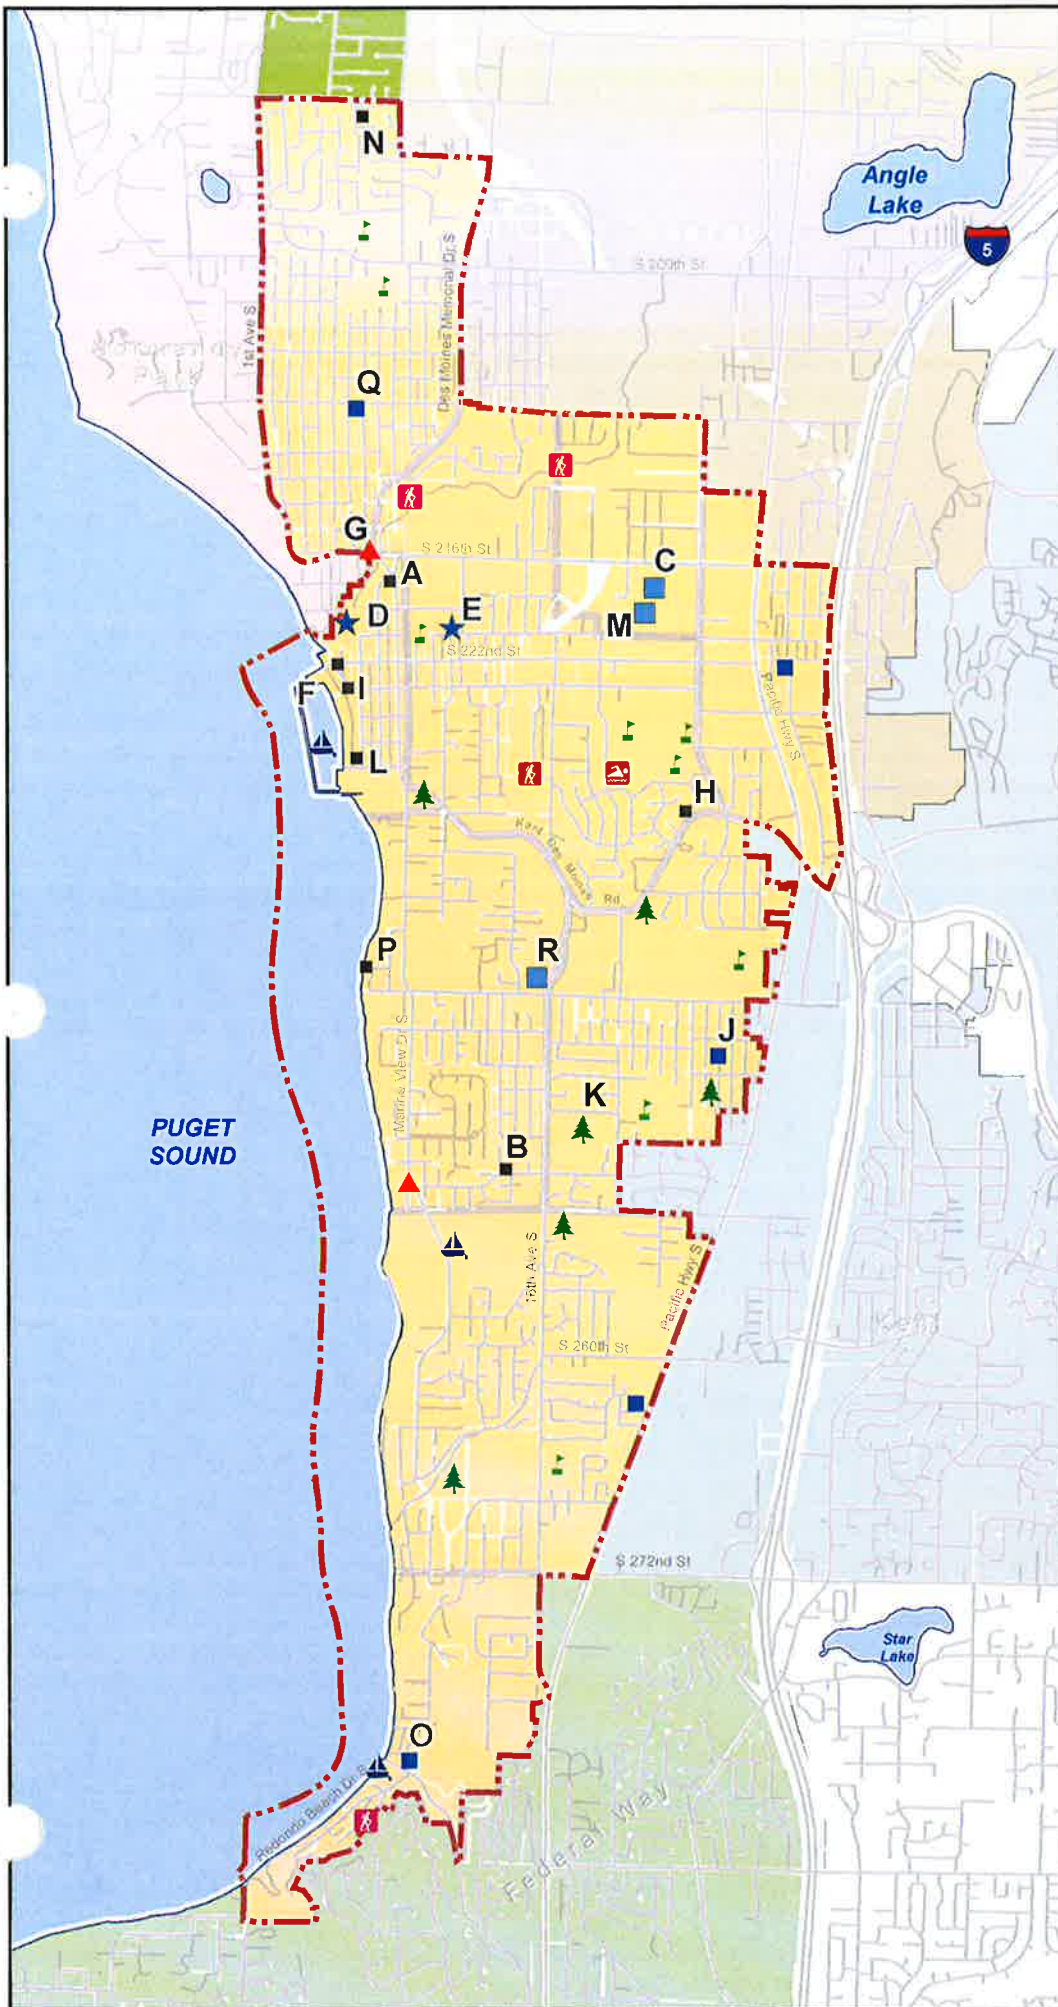 N
Angle
Lake
5
S 209th St
1st Ave S
Des Moines Memorial Dr S
Q
G
S 216th St
A
C
D
E
M
S 222nd St
F
I
Pacific Hwy S
L
H
Kent Des Moines Rd
P
R
Marine View Dr S
J
K
PUGET
SOUND
B
16th Ave S
Pacific Hwy S
S 260th St
S 272nd St
Star
Lake
O
Redondo Beach Dr S
Federal Way